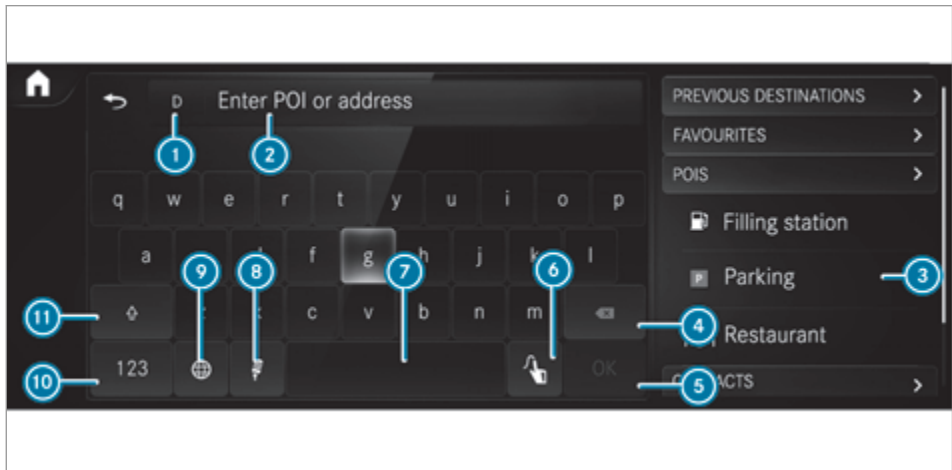 D Enter POI or address
1 2
q w e r t y u i o p
a f g h j k l
9 8 7 6
11 c v b n m
123 OK
10
PREVIOUS DESTINATIONS
FAVOURITES
POIS
Filling station
P Parking
3
4
Restaurant
5